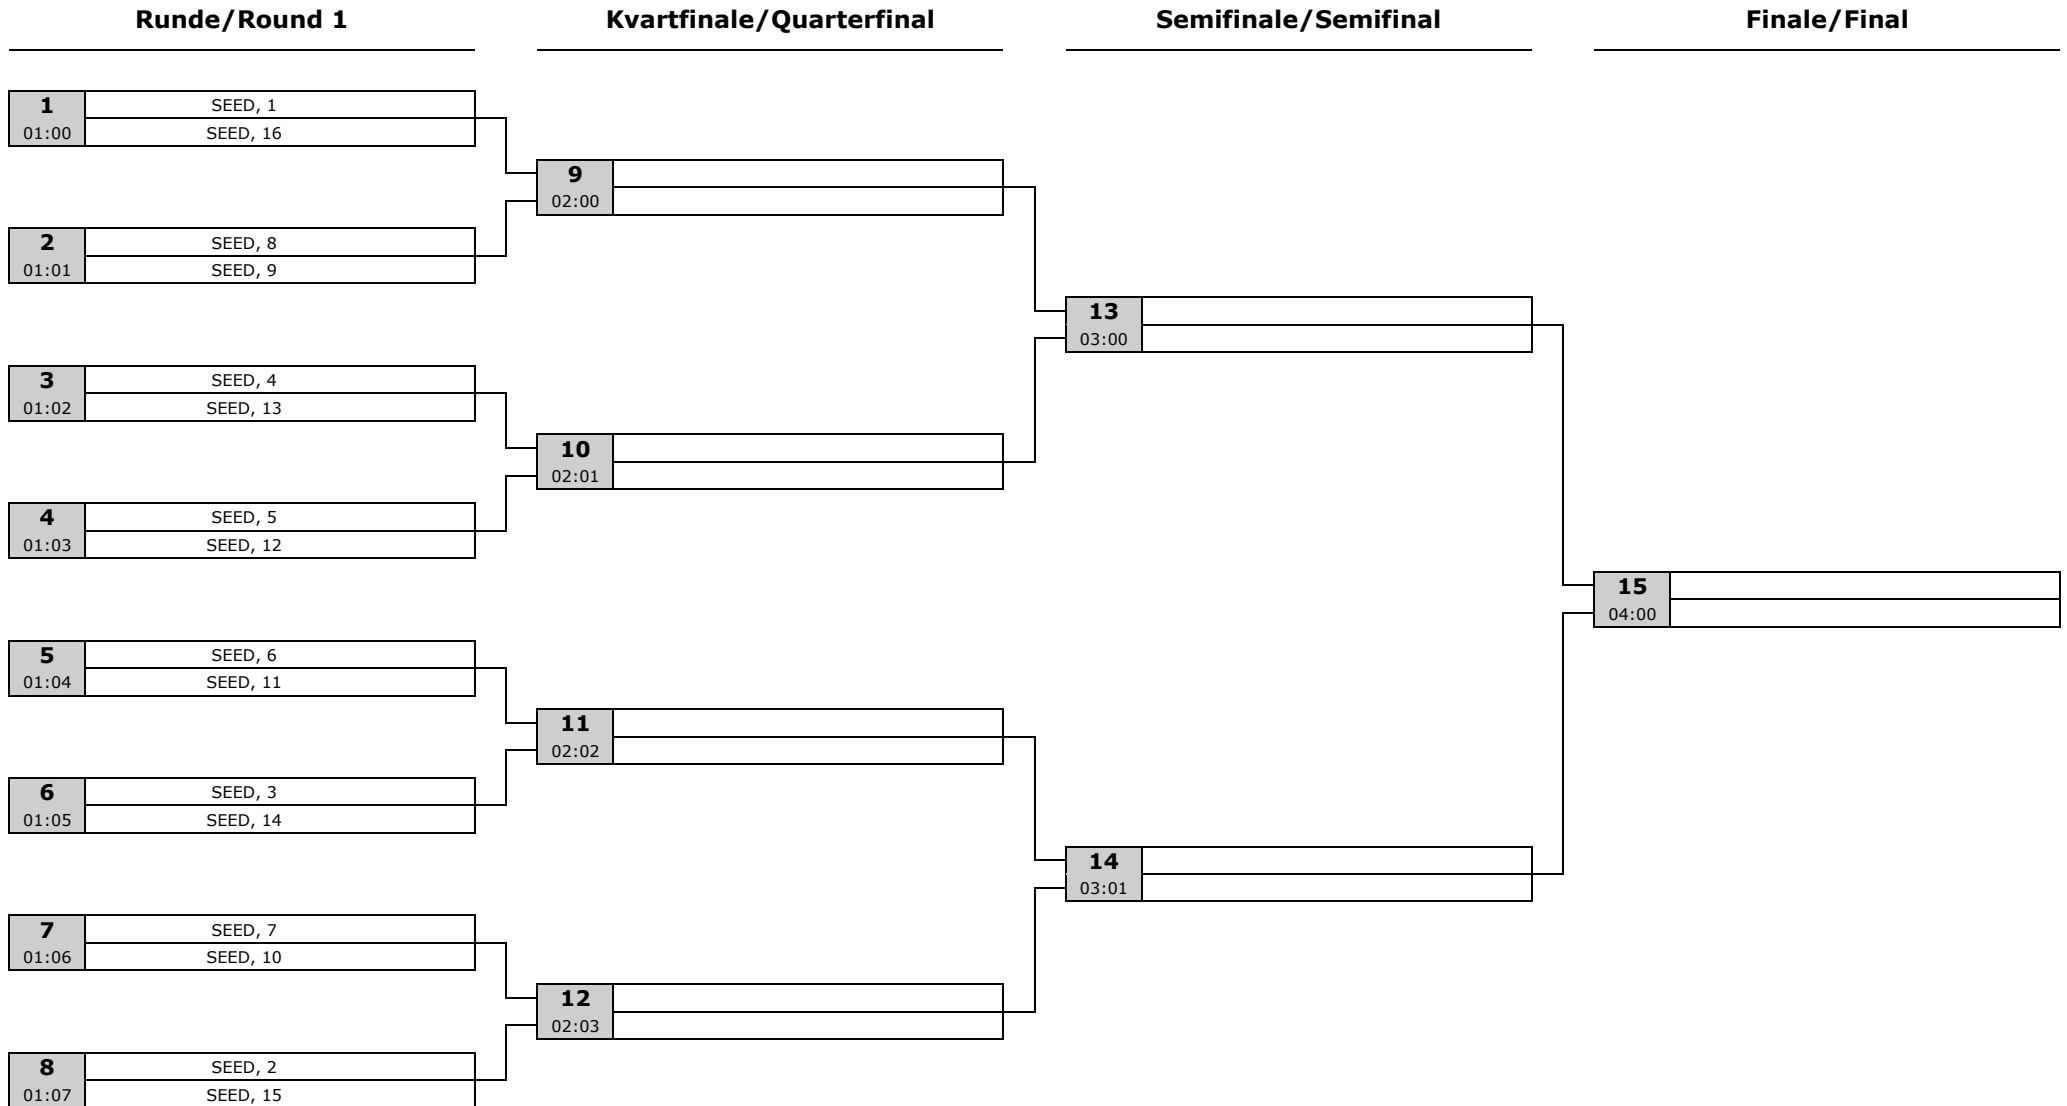 Runde/Round 1
Kvartfinale/Quarterfinal
Semifinale/Semifinal
Finale/Final
1
01:00
SEED, 1
SEED, 16
2
01:01
SEED, 8
SEED, 9
3
01:02
SEED, 4
SEED, 13
4
01:03
SEED, 5
SEED, 12
5
01:04
SEED, 6
SEED, 11
6
01:05
SEED, 3
SEED, 14
7
01:06
SEED, 7
SEED, 10
8
01:07
SEED, 2
SEED, 15
9
02:00
10
02:01
11
02:02
12
02:03
13
03:00
14
03:01
15
04:00